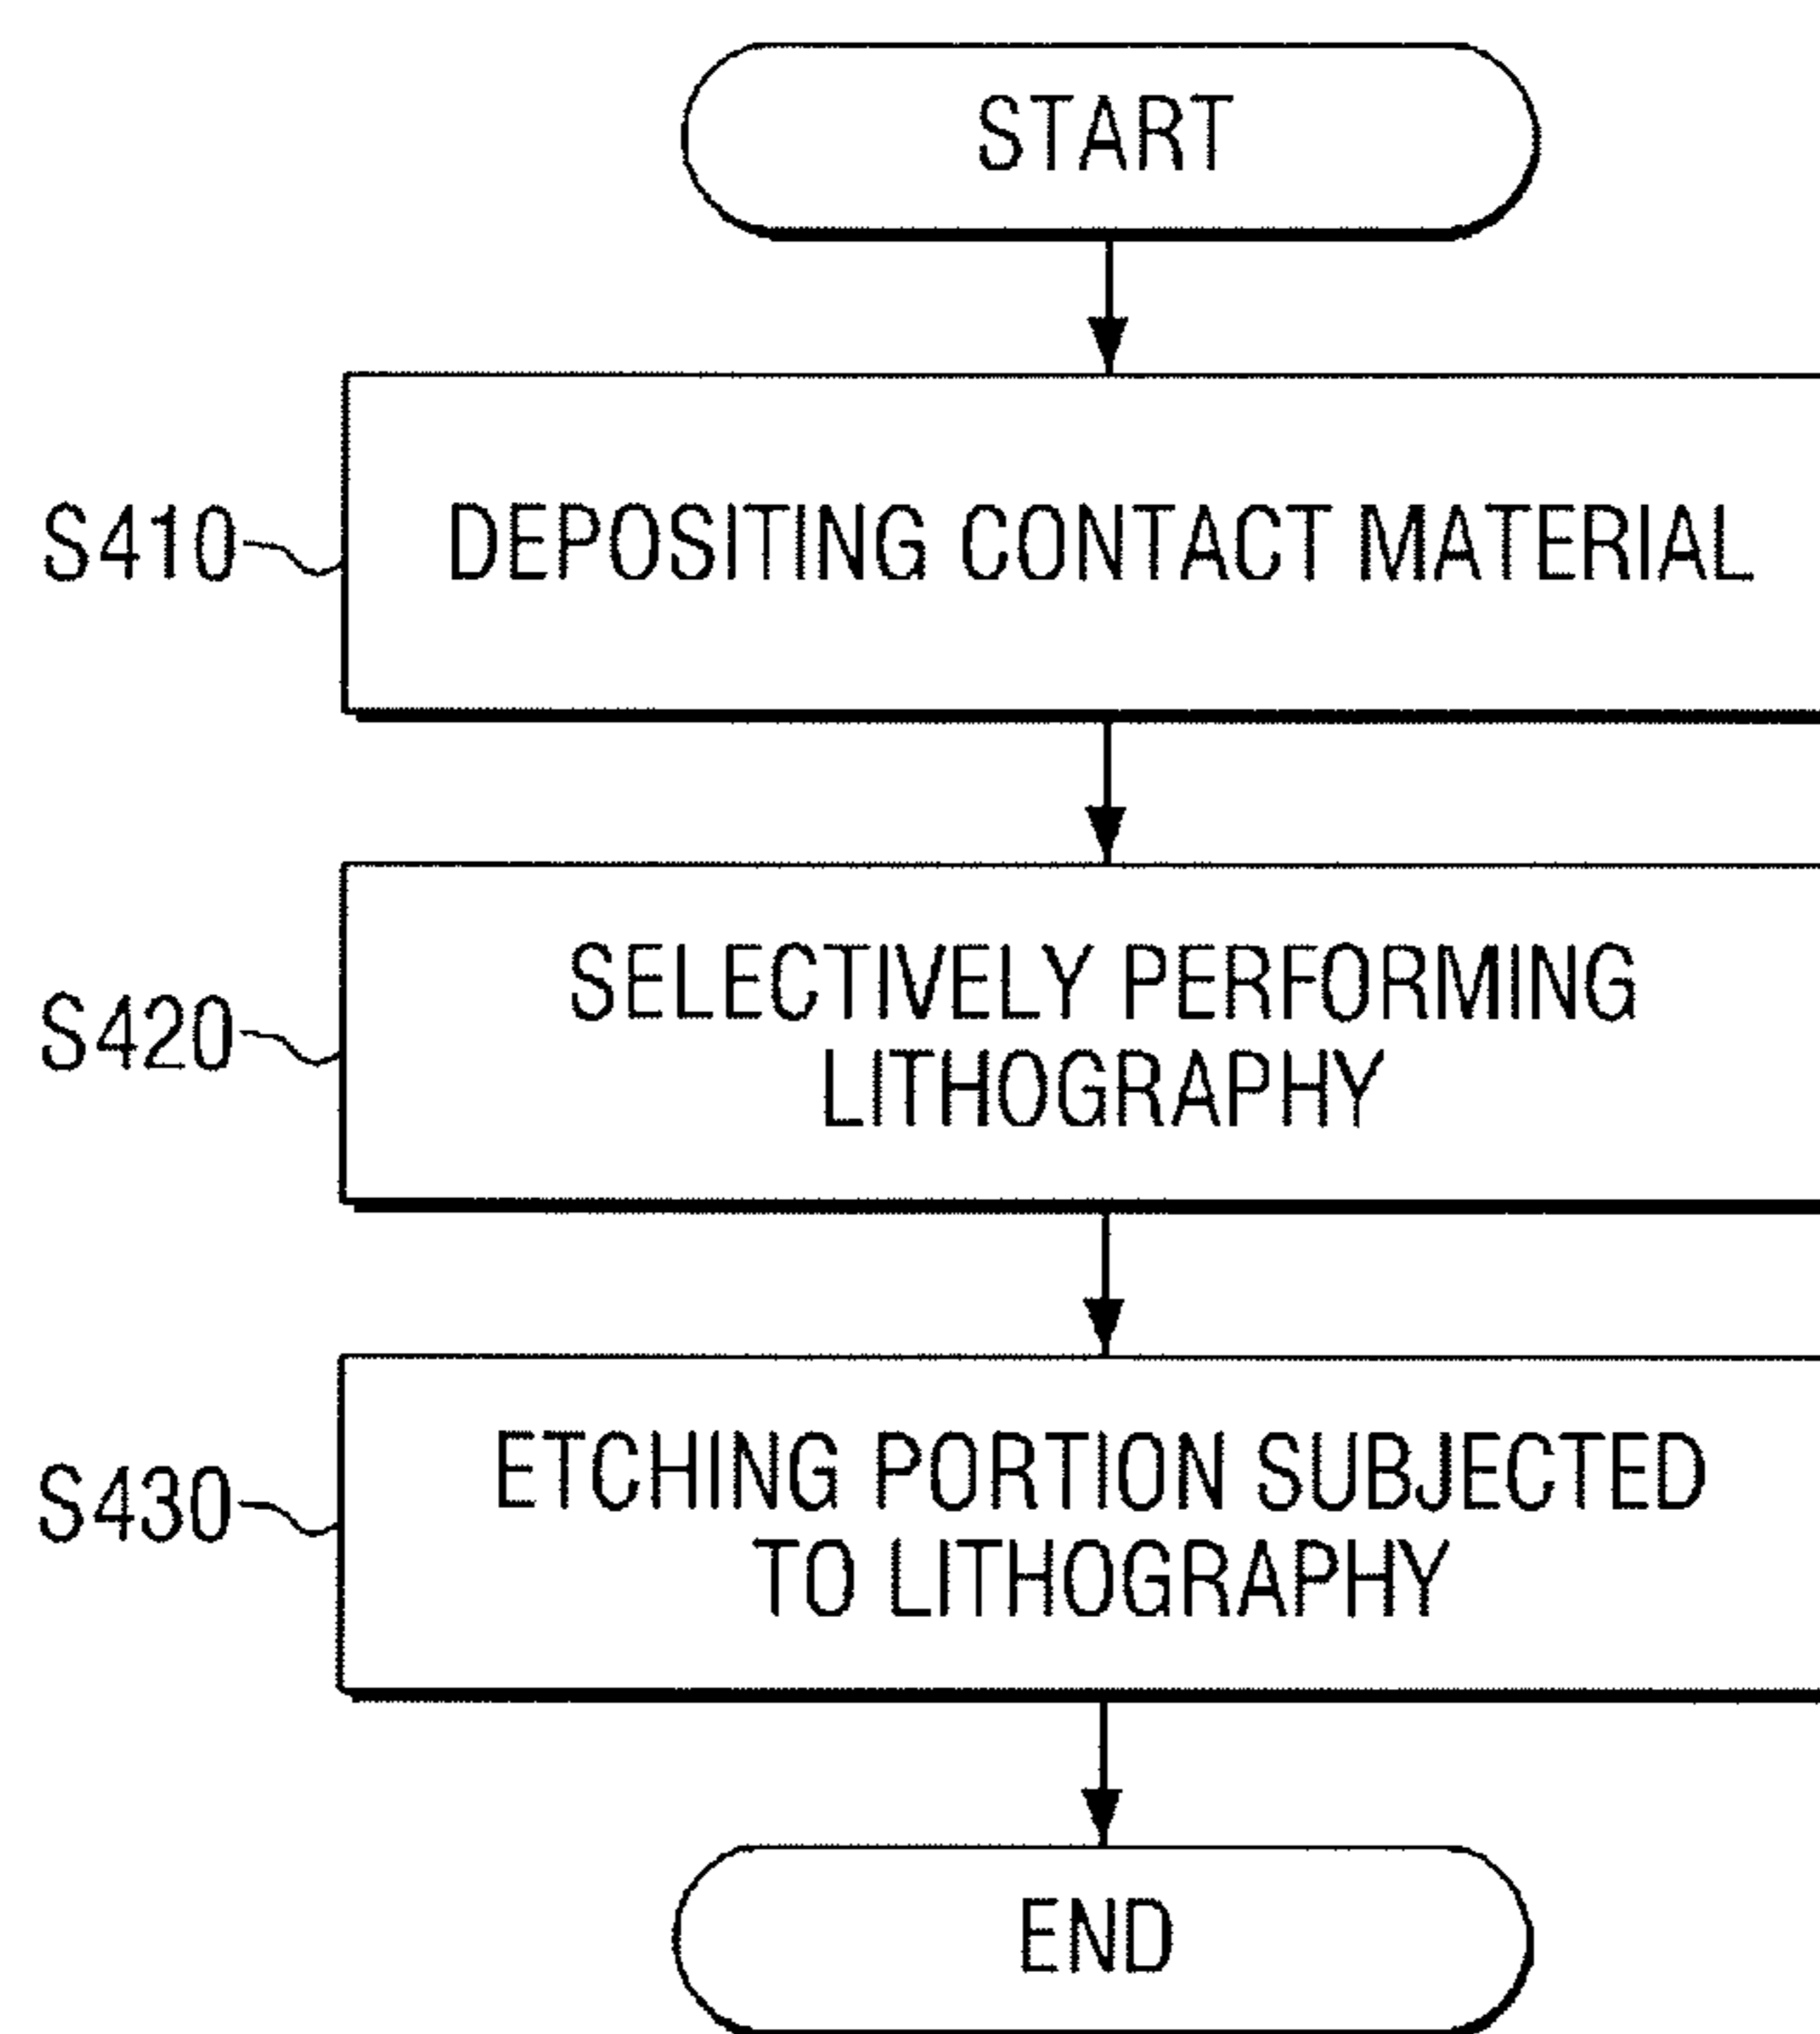 START
S410
DEPOSITING CONTACT MATERIAL
S420
SELECTIVELY PERFORMING
LITHOGRAPHY
S430
ETCHING PORTION SUBJECTED
TO LITHOGRAPHY
END